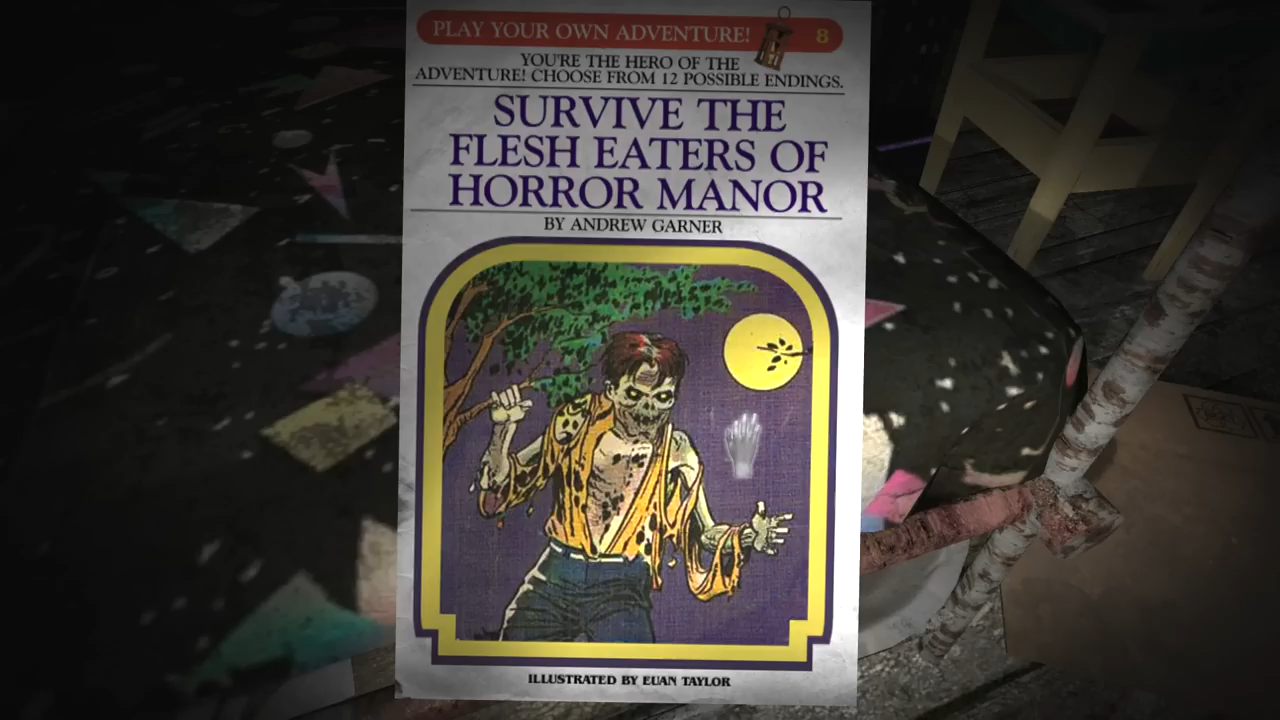 PLAY YOUR OWN ADVENTURE! 8
YOU'RE THE HERO OF THE
ADVENTURE! CHOOSE FROM 12 POSSIBLE ENDINGS.
SURVIVE THE
FLESH EATERS OF
HORROR MANOR
BY ANDREW GARNER
ILLUSTRATED BY EUAN TAYLOR